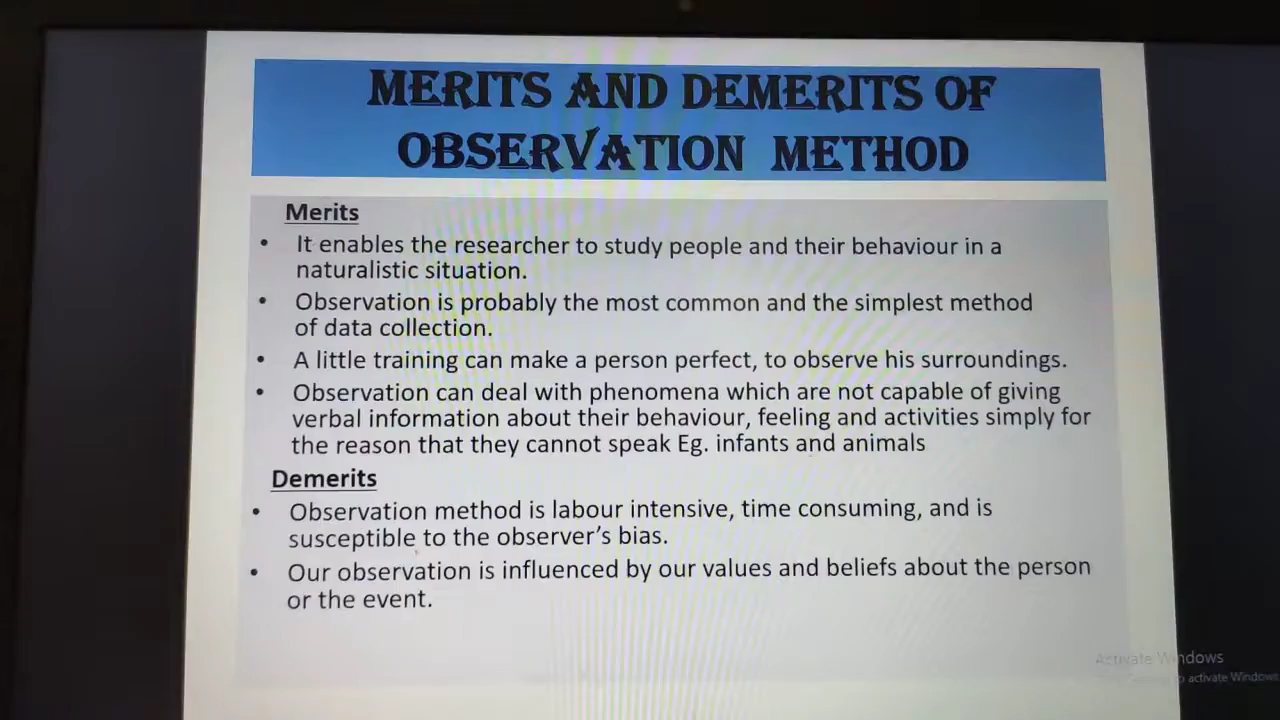 MERITS AND DEMERITS OF
OBSERVATION METHOD
Merits
• It enables the researcher to study people and their behaviour in a
naturalistic situation.
• Observation is probably the most common and the simplest method
of data collection.
• A little training can make a person perfect, to observe his surroundings.
• Observation can deal with phenomena which are not capable of giving
verbal information about their behaviour, feeling and activities simply for
the reason that they cannot speak Eg. infants and animals
Demerits
• Observation method is labour intensive, time consuming, and is
susceptible to the observer's bias.
• Our observation is influenced by our values and beliefs about the person
or the event.
Activate Windows
to activate Windows